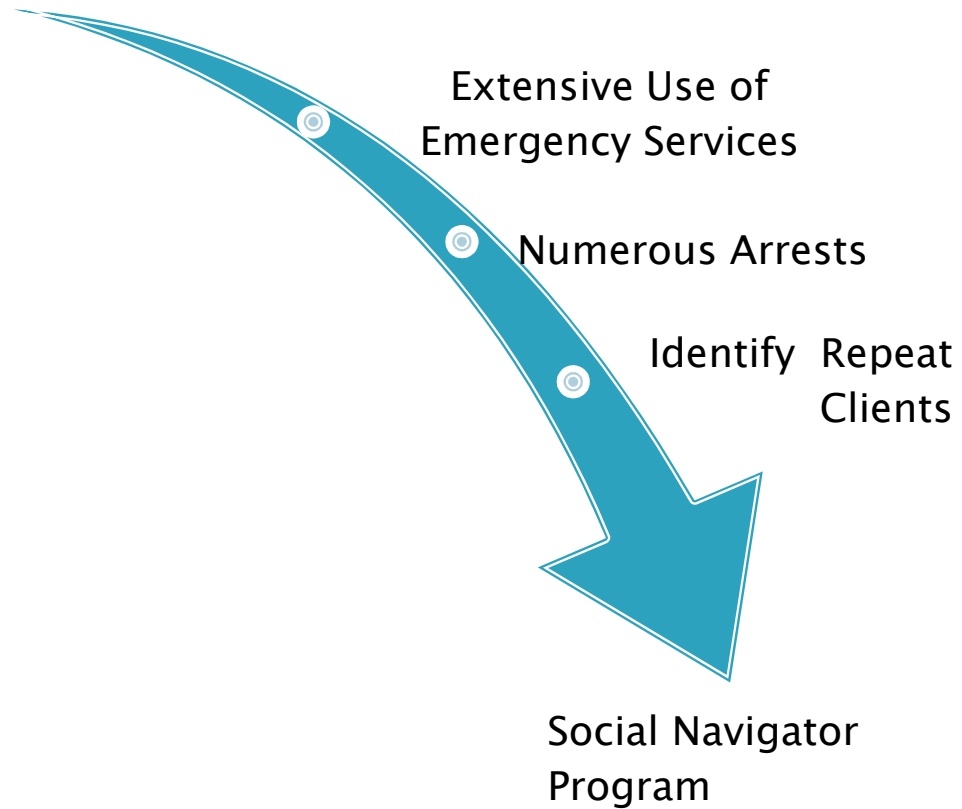 Extensive Use of
Emergency Services
Numerous Arrests
Identify  Repeat
Clients
Social Navigator
Program